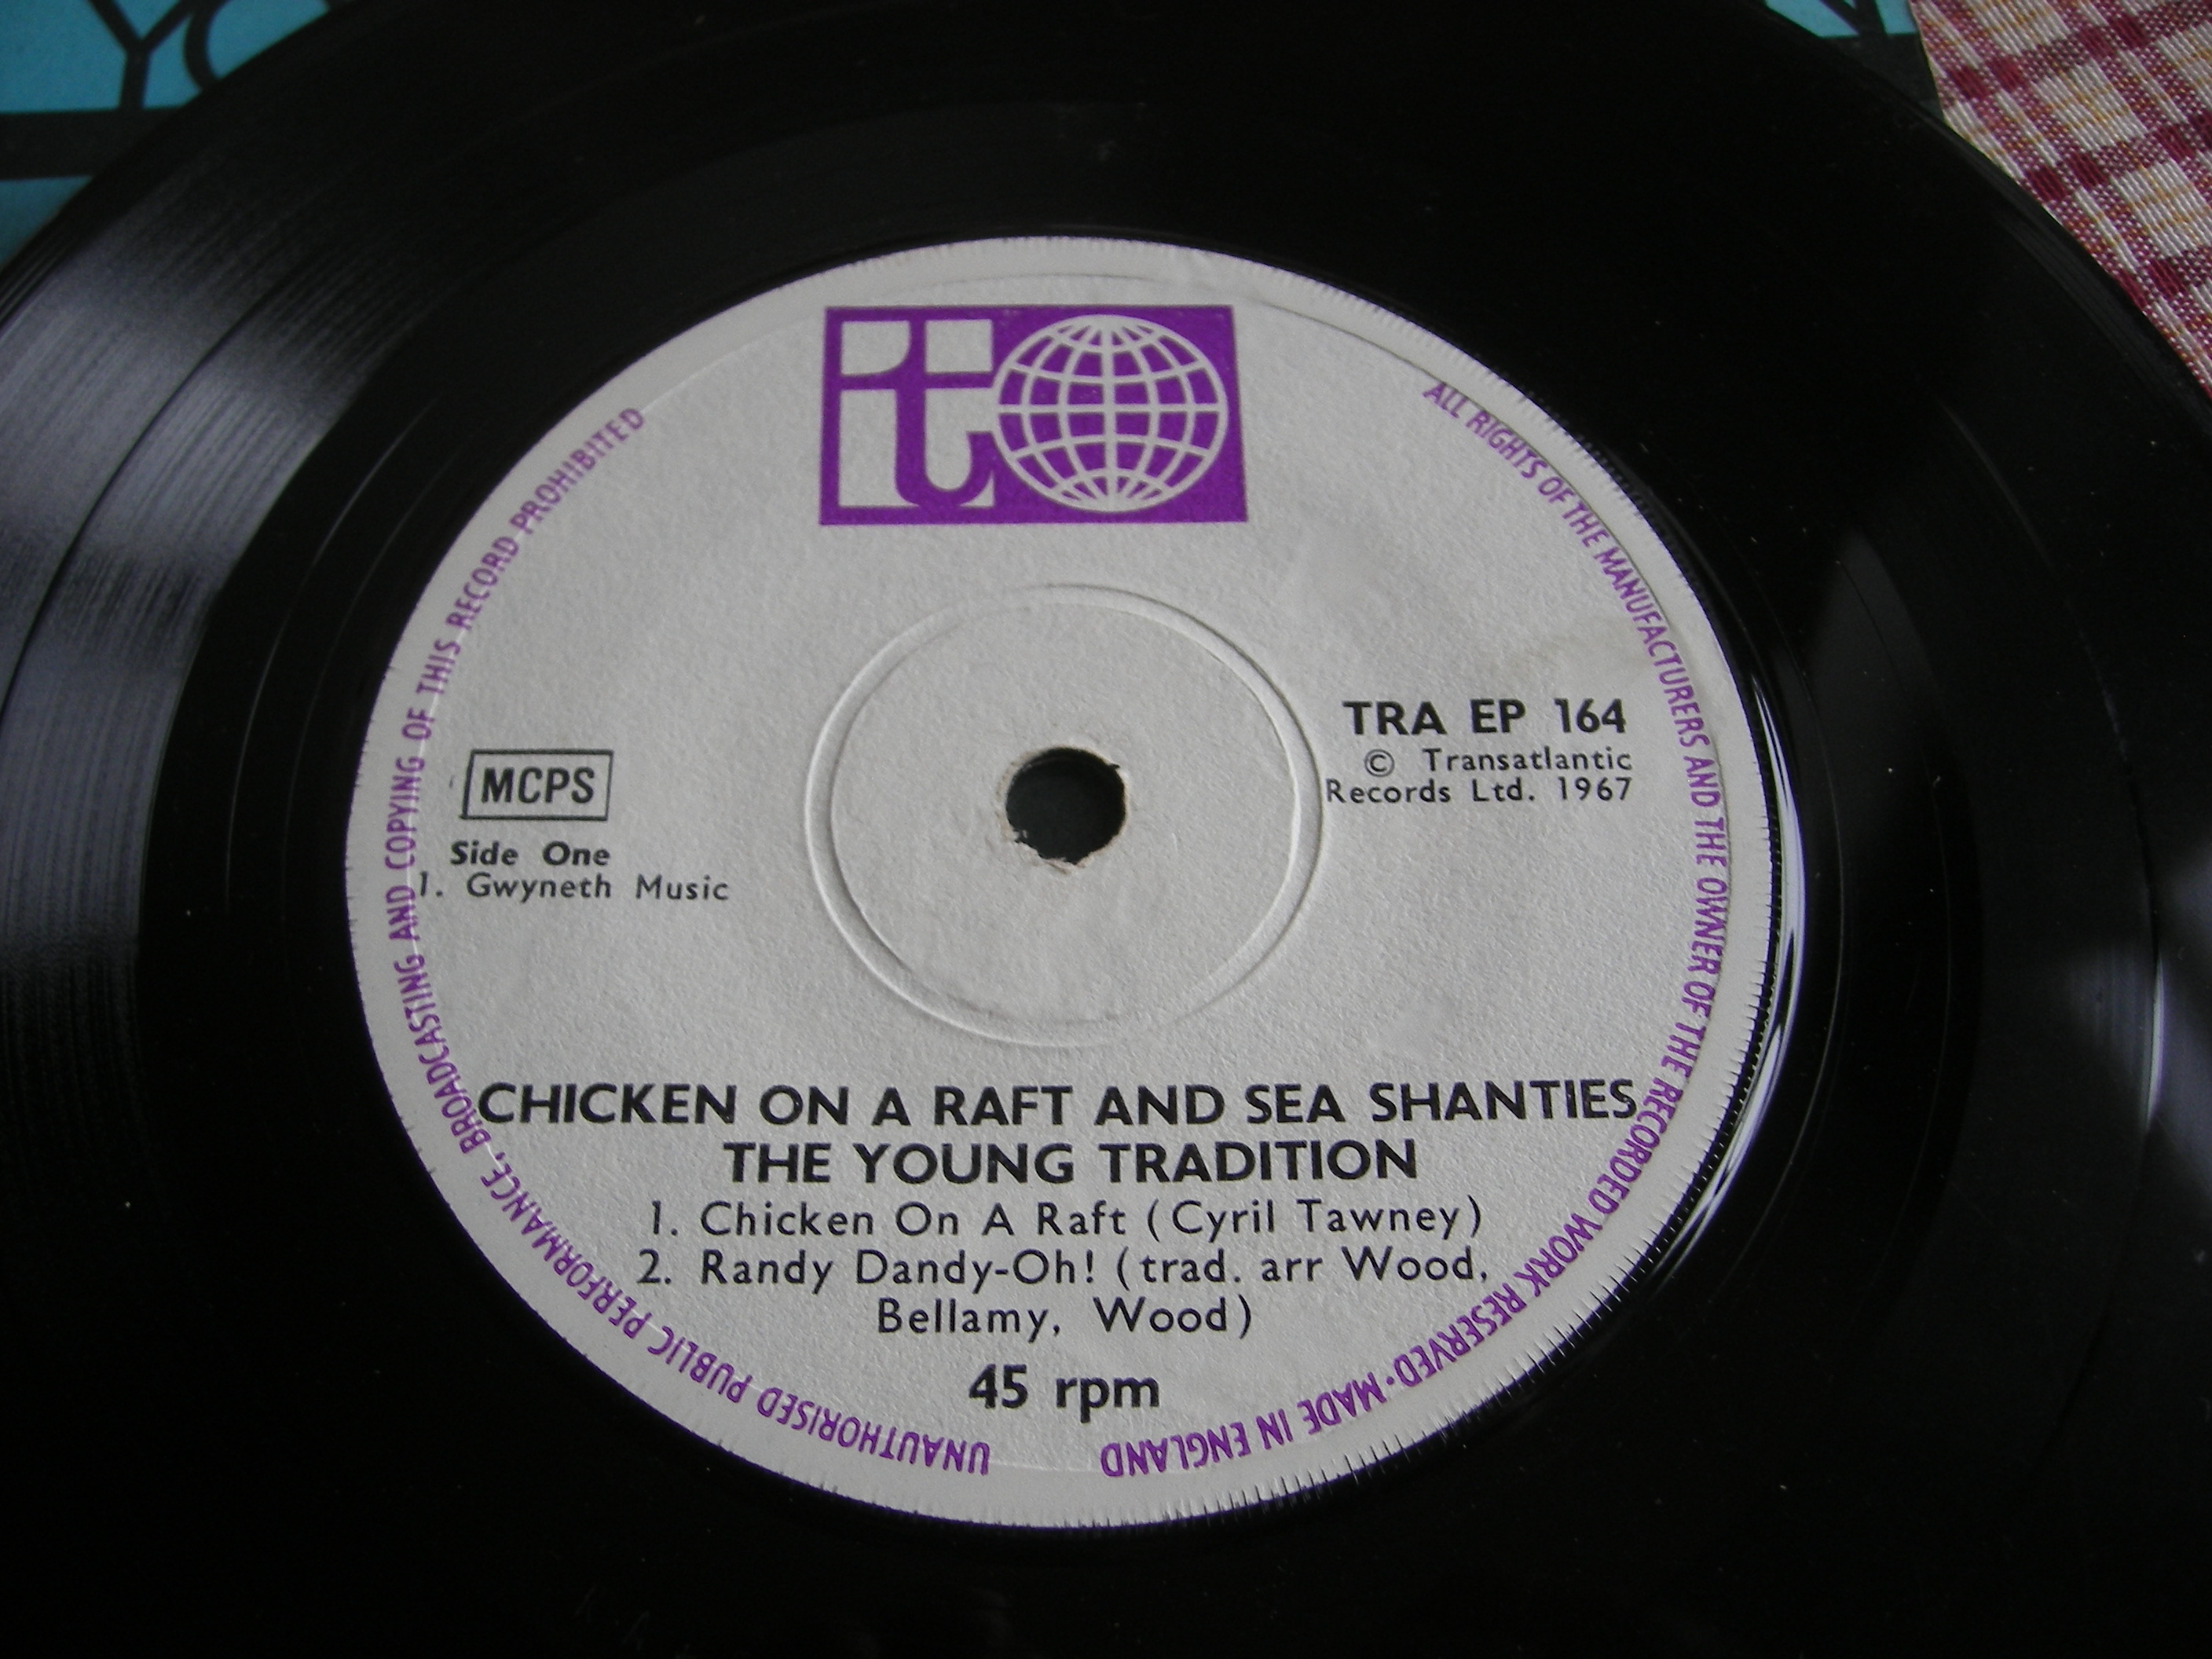 it
ALL RIGHTS OF THE MANUFACTURERS AND THE OWNER OF THE RECORDED WORK RESERVED · MADE IN ENGLAND
UNAUTHORISED PUBLIC PERFORMANCE, BROADCASTING AND COPYING OF THIS RECORD PROHIBITED
TRA EP 164
© Transatlantic
Records Ltd. 1967
MCPS
Side One
1. Gwyneth Music
CHICKEN ON A RAFT AND SEA SHANTIES
THE YOUNG TRADITION
1. Chicken On A Raft (Cyril Tawney)
2. Randy Dandy-Oh! (trad. arr Wood,
Bellamy, Wood)
45 rpm